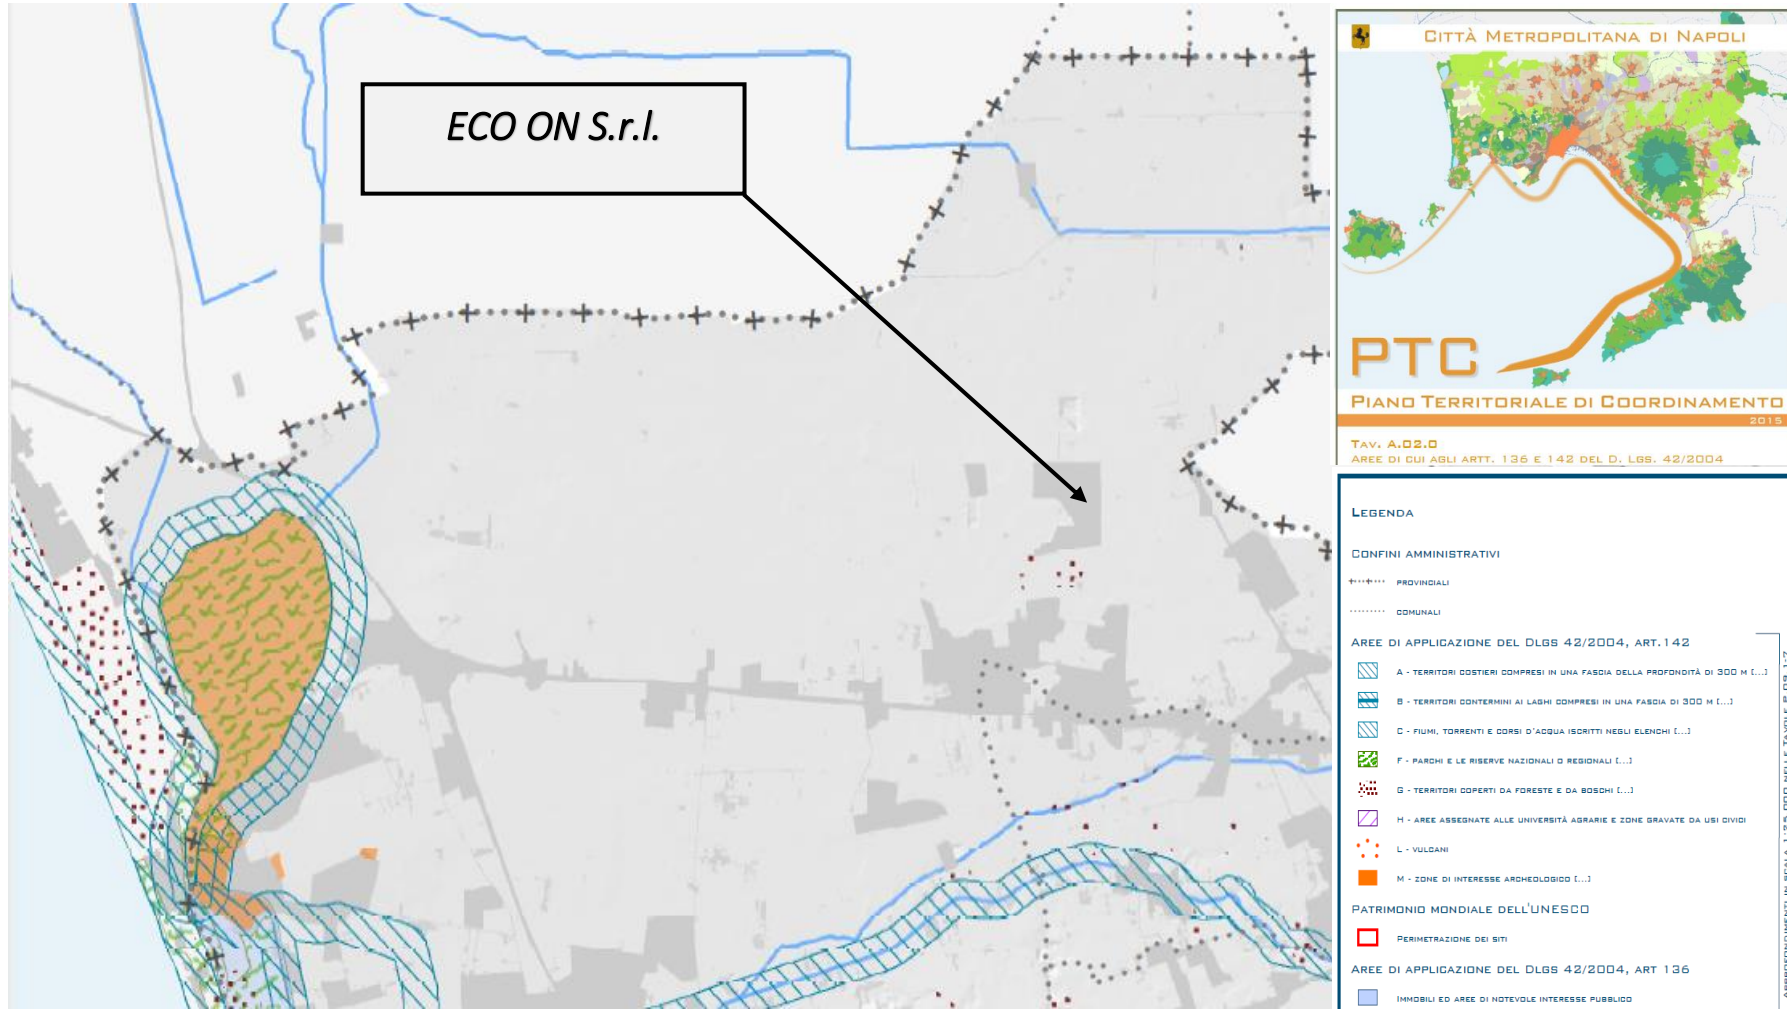 ECO ON S.r.l.
CITTÀ METROPOLITANA DI NAPOLI
PTC
PIANO TERRITORIALE DI COORDINAMENTO
2015
TAV. A.02.0
AREE DI CUI AGLI ARTT. 136 E 142 DEL D. LGS. 42/2004
LEGENDA
CONFINI AMMINISTRATIVI
PROVINCIALI
COMUNALI
AREE DI APPLICAZIONE DEL DLGS 42/2004, ART.142
A - TERRITORI COSTIERI COMPRESI IN UNA FASCIA DELLA PROFONDITÀ DI 300 M [...]
B - TERRITORI CONTERMINI AI LAGHI COMPRESI IN UNA FASCIA DI 300 M [...]
C - FIUMI, TORRENTI E CORSI D'ACQUA ISCRITTI NEGLI ELENCHI [...]
F - PARCHI E LE RISERVE NAZIONALI O REGIONALI [...]
G - TERRITORI COPERTI DA FORESTE E DA BOSCHI [...]
H - AREE ASSEGNATE ALLE UNIVERSITÀ AGRARIE E ZONE GRAVATE DA USI CIVICI
L - VULCANI
M - ZONE DI INTERESSE ARCHEOLOGICO [...]
PATRIMONIO MONDIALE DELL'UNESCO
PERIMETRAZIONE DEI SITI
AREE DI APPLICAZIONE DEL DLGS 42/2004, ART 136
IMMOBILI ED AREE DI NOTEVOLE INTERESSE PUBBLICO